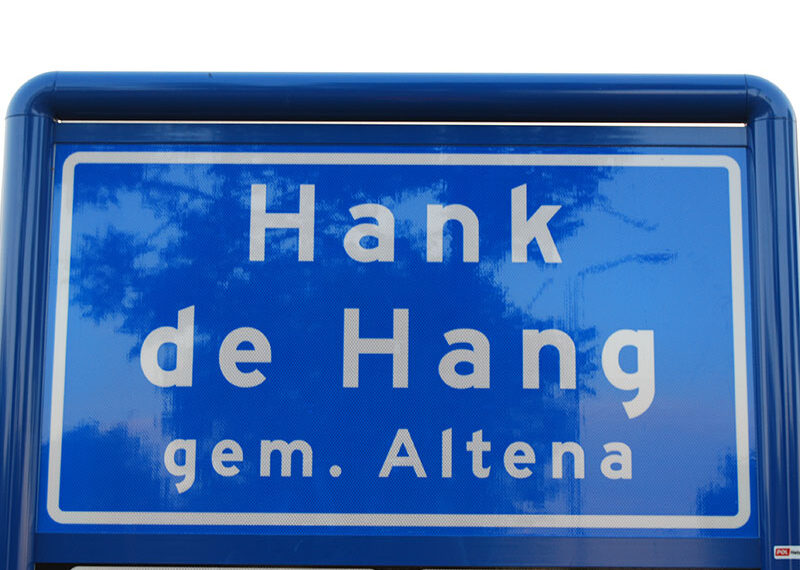 Hank
de Hang
gem. Altena